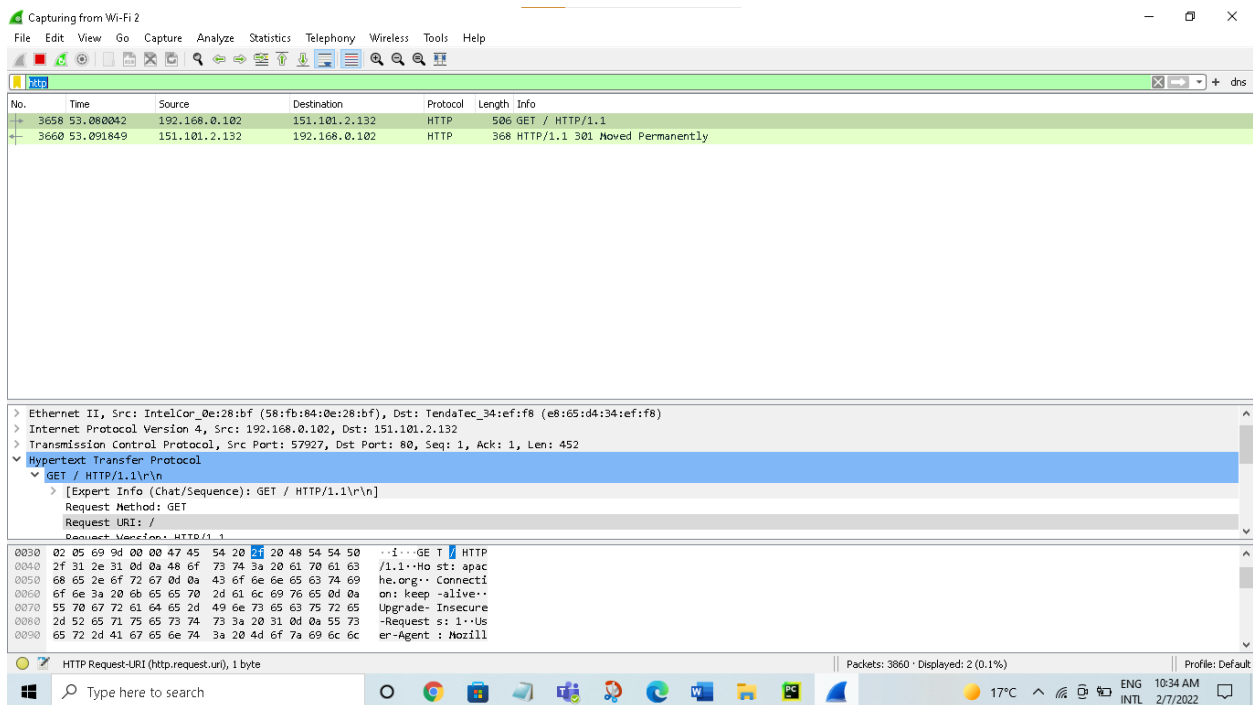 Capturing from Wi-Fi 2
File Edit View Go Capture Analyze Statistics Telephony Wireless Tools Help
http
+ dns
No. Time Source Destination Protocol Length Info
3658 53.080042 192.168.0.102 151.101.2.132 HTTP 506 GET / HTTP/1.1
3660 53.091849 151.101.2.132 192.168.0.102 HTTP 368 HTTP/1.1 301 Moved Permanently
Ethernet II, Src: IntelCor_0e:28:bf (58:fb:84:0e:28:bf), Dst: TendaTec_34:ef:f8 (e8:65:d4:34:ef:f8)
Internet Protocol Version 4, Src: 192.168.0.102, Dst: 151.101.2.132
Transmission Control Protocol, Src Port: 57927, Dst Port: 80, Seq: 1, Ack: 1, Len: 452
Hypertext Transfer Protocol
GET / HTTP/1.1\r\n
[Expert Info (Chat/Sequence): GET / HTTP/1.1\r\n]
Request Method: GET
Request URI: /
Request Version: HTTP/1.1
0030 02 05 69 9d 00 00 47 45 54 20 2f 20 48 54 54 50 ··i···GE T / HTTP
0040 2f 31 2e 31 0d 0a 48 6f 73 74 3a 20 61 70 61 63 /1.1··Ho st: apac
0050 68 65 2e 6f 72 67 0d 0a 43 6f 6e 6e 65 63 74 69 he.org·· Connecti
0060 6f 6e 3a 20 6b 65 65 70 2d 61 6c 69 76 65 0d 0a on: keep -alive··
0070 55 70 67 72 61 64 65 2d 49 6e 73 65 63 75 72 65 Upgrade- Insecure
0080 2d 52 65 71 75 65 73 74 73 3a 20 31 0d 0a 55 73 -Request s: 1··Us
0090 65 72 2d 41 67 65 6e 74 3a 20 4d 6f 7a 69 6c 6c er-Agent : Mozill
HTTP Request-URI (http.request.uri), 1 byte Packets: 3860 · Displayed: 2 (0.1%) Profile: Default
Type here to search 17°C ENG 10:34 AM
INTL 2/7/2022